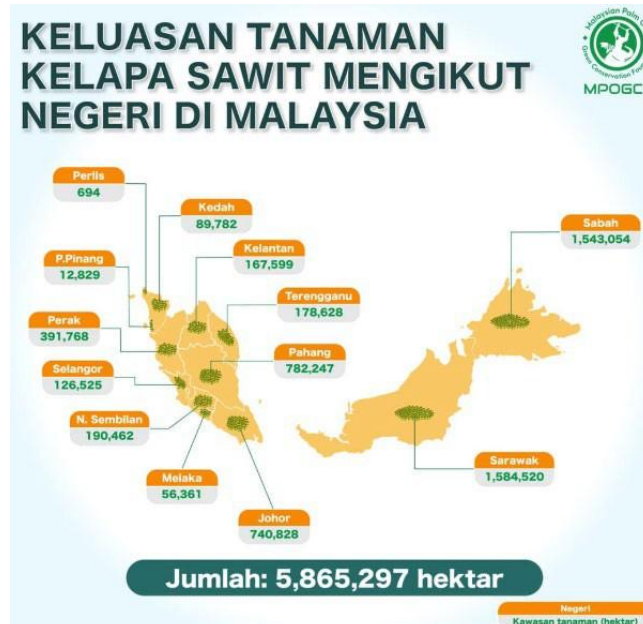 KELUASAN TANAMAN
KELAPA SAWIT MENGIKUT
NEGERI DI MALAYSIA
MPOGC
Perlis
694
Kedah
89,782
Kelantan
167,599
P.Pinang
12,829
Terengganu
178,628
Perak
391,768
Pahang
782,247
Selangor
126,525
N. Sembilan
190,462
Melaka
56,361
Johor
740,828
Sabah
1,543,054
Sarawak
1,584,520
Jumlah: 5,865,297 hektar
Negeri
Kawasan tanaman (hektar)